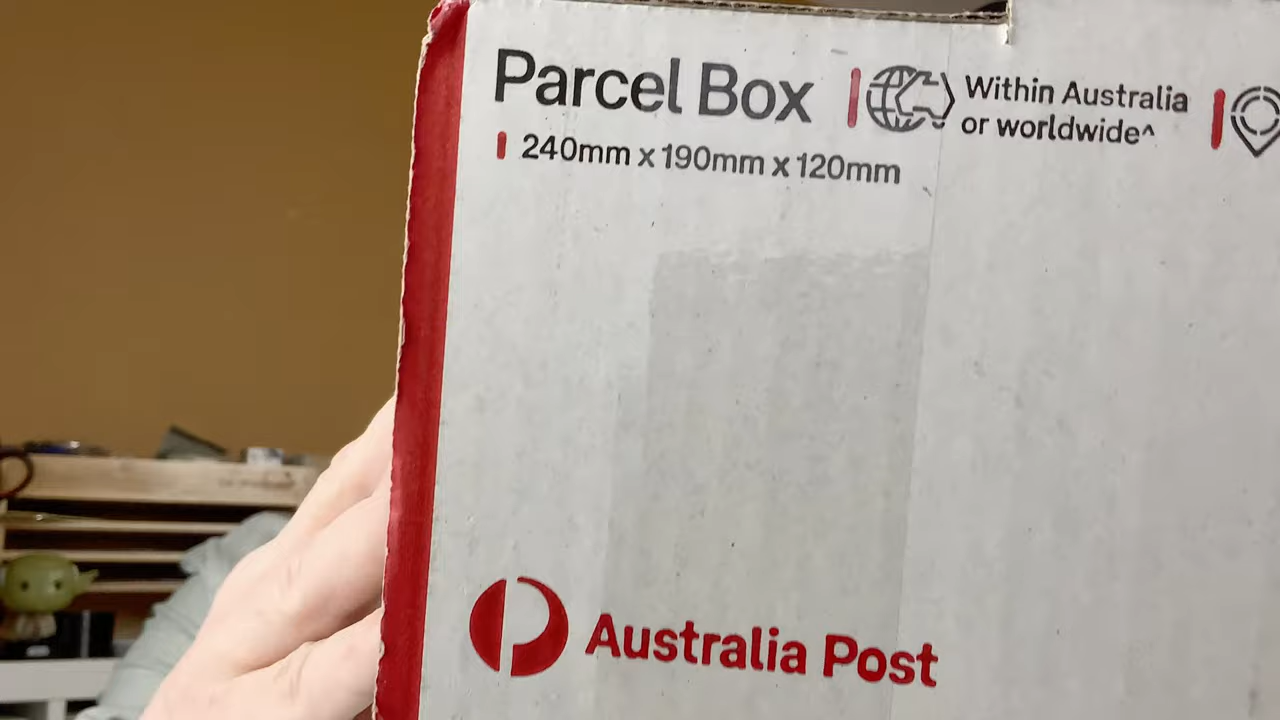 Parcel Box
Within Australia
or worldwide^
240mm x 190mm x 120mm
Australia Post